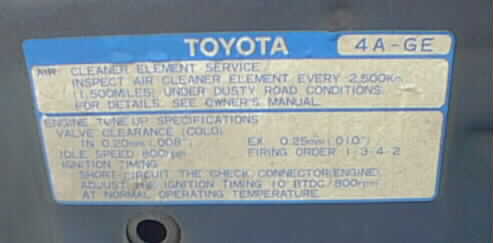 TOYOTA 4A-GE
AIR CLEANER ELEMENT SERVICE
INSPECT AIR CLEANER ELEMENT EVERY 2,500Km
(1,500MILES) UNDER DUSTY ROAD CONDITIONS.
FOR DETAILS, SEE OWNER'S MANUAL.
ENGINE TUNE UP SPECIFICATIONS
VALVE CLEARANCE (COLD)
IN 0.20mm (.008") EX 0.25mm (.010")
IDLE SPEED 800rpm FIRING ORDER 1-3-4-2
IGNITION TIMING
SHORT-CIRCUIT THE CHECK CONNECTOR(ENGINE).
ADJUST THE IGNITION TIMING 10°BTDC/800rpm
AT NORMAL OPERATING TEMPERATURE.